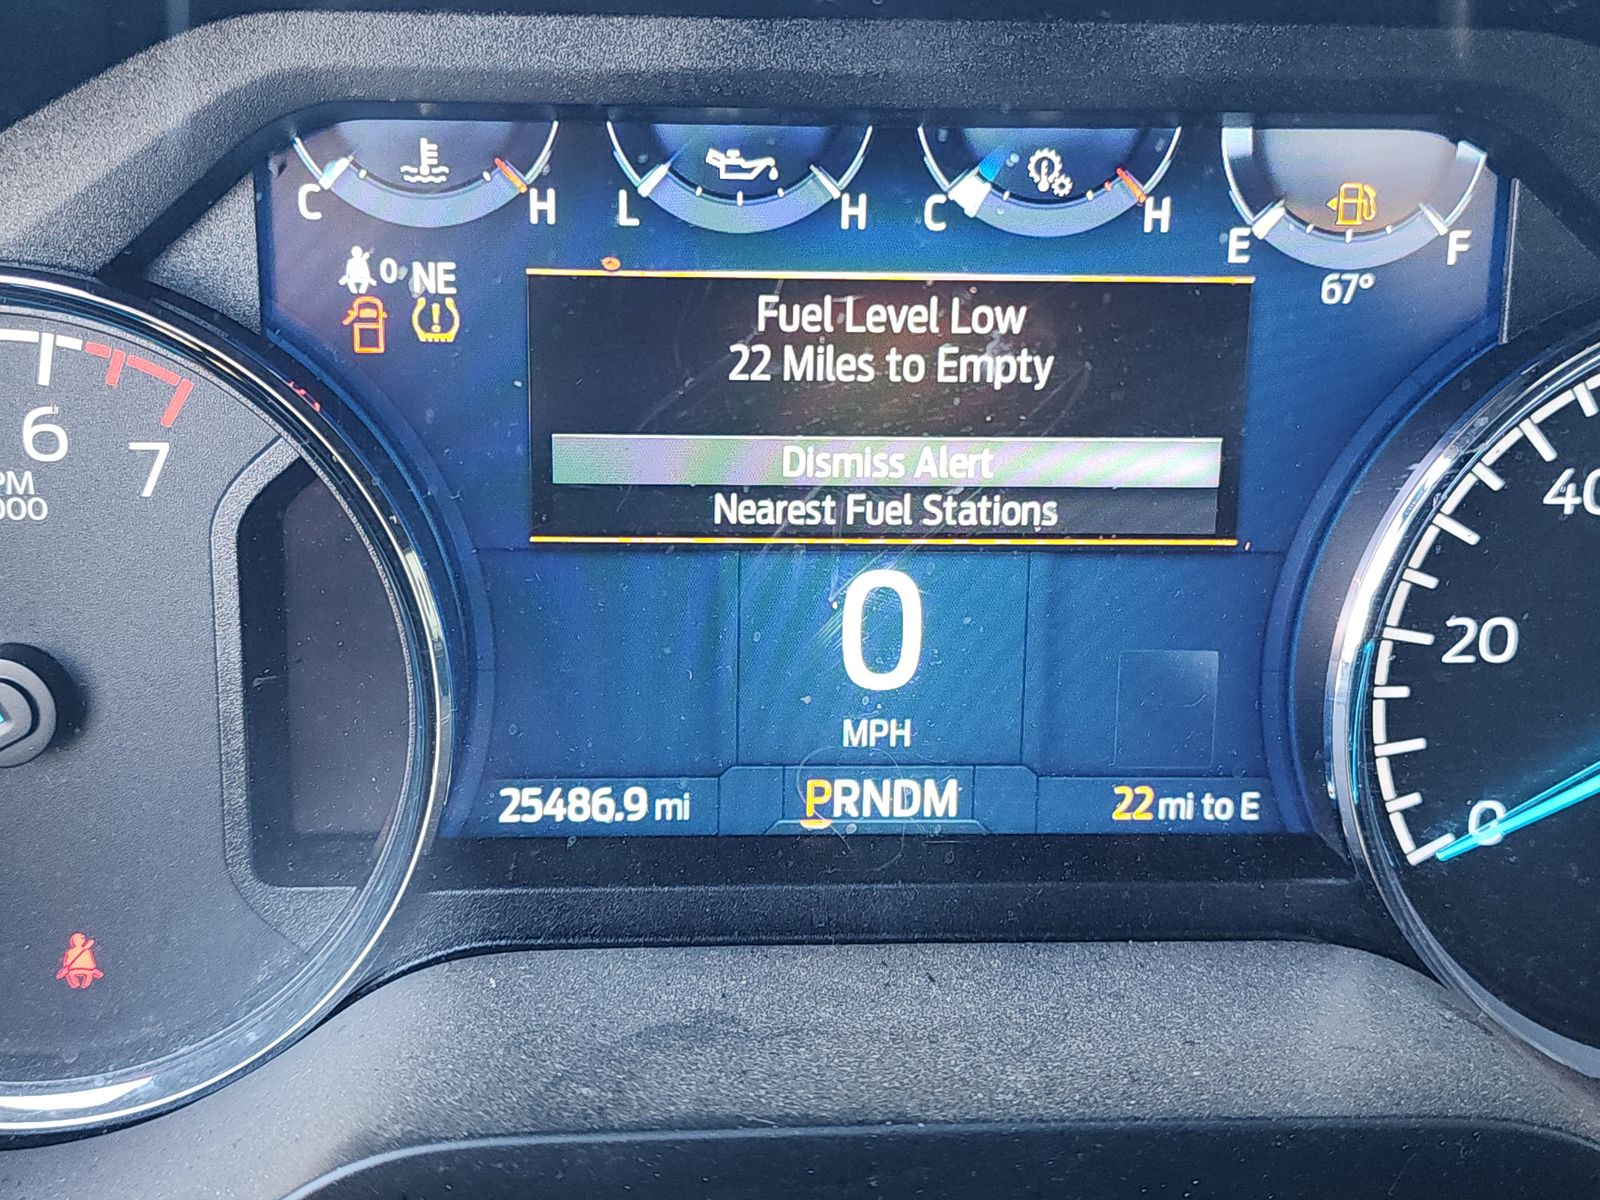 C H
L H
C H
E F
67°
0 NE
Fuel Level Low
22 Miles to Empty
Dismiss Alert
Nearest Fuel Stations
6
7
000
40
20
0
0
MPH
25486.9 mi
PRNDM
22 mi to E